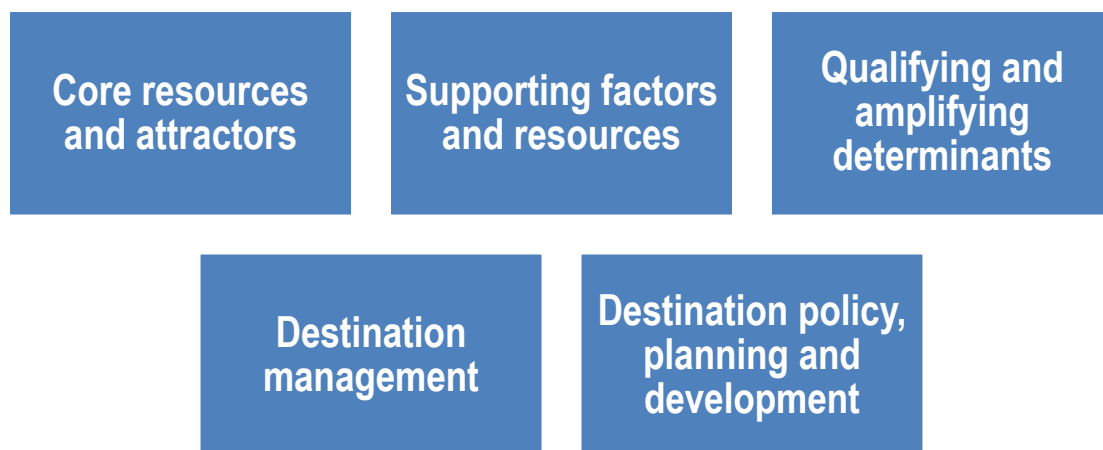 Core resources
and attractors
Supporting factors
and resources
Qualifying and
amplifying
determinants
Destination
management
Destination policy,
planning and
development